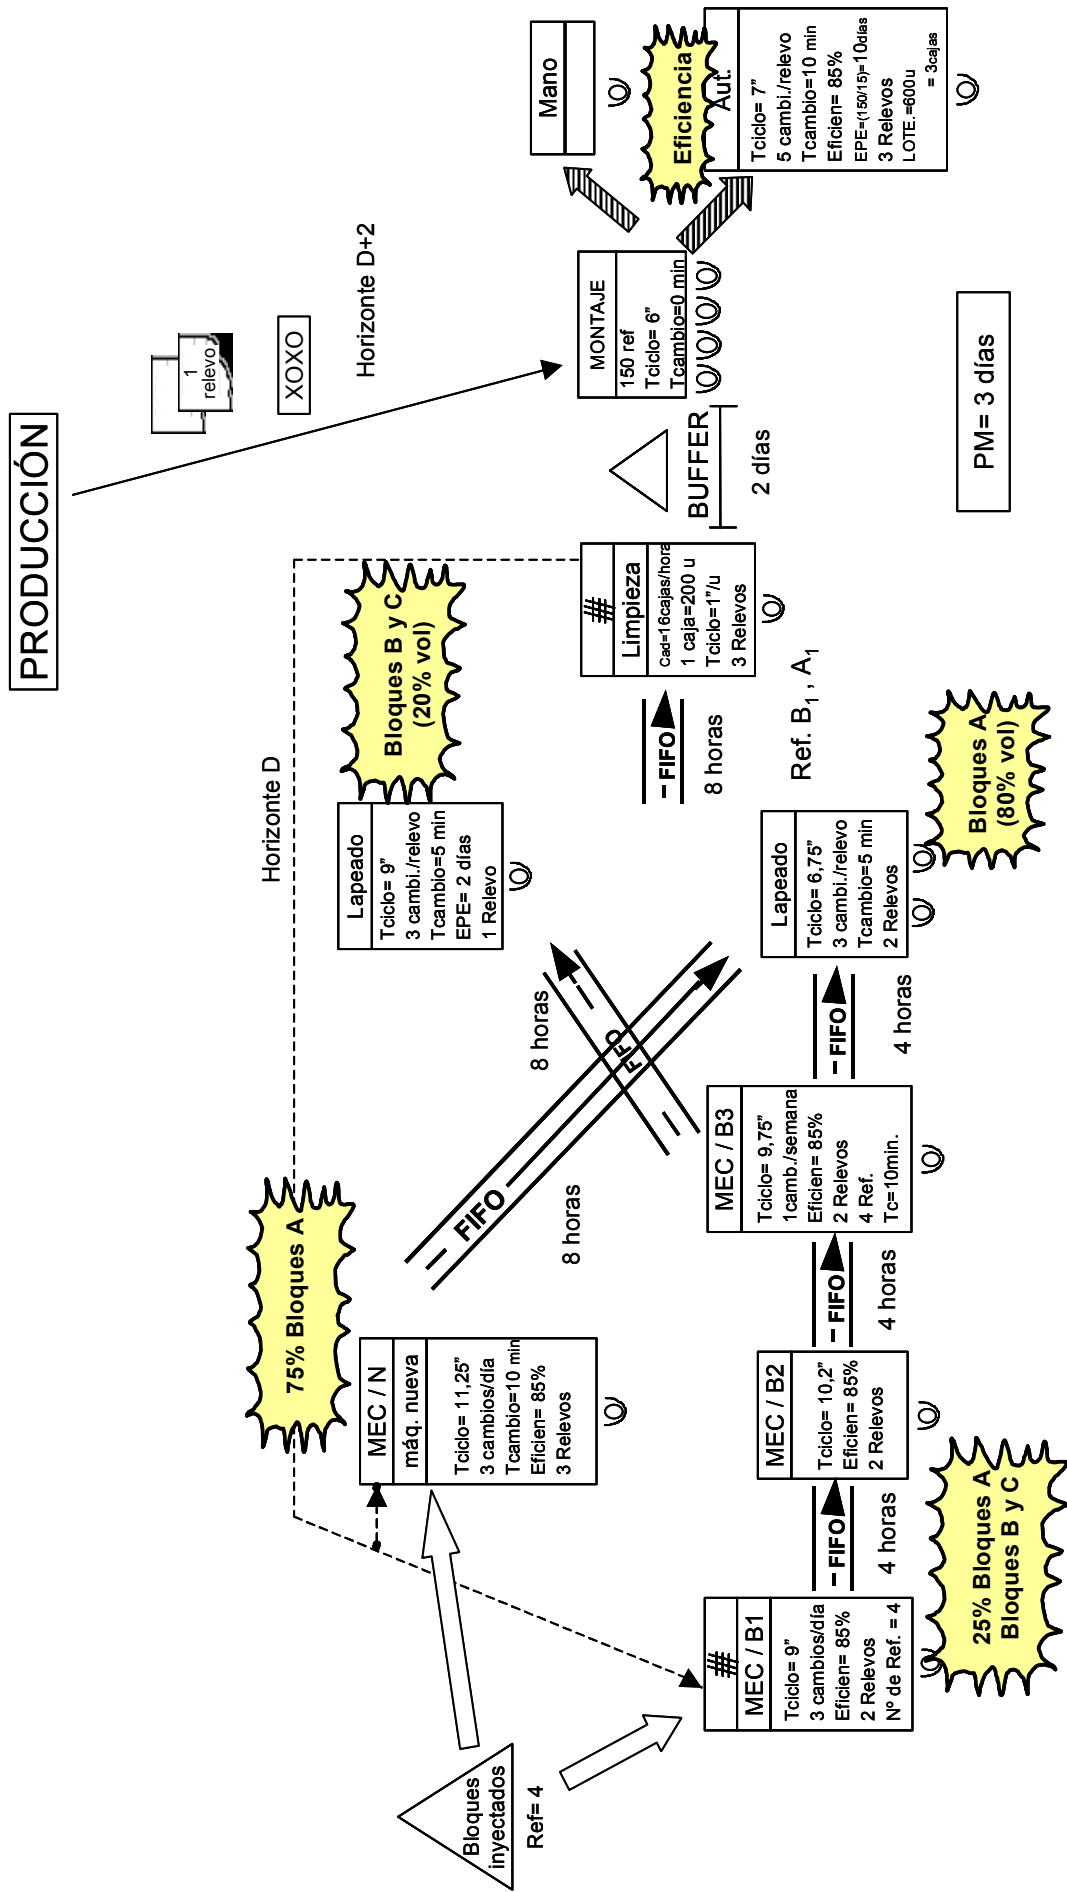 PRODUCCIÓN
1
relevo
XOXO
Horizonte D+2
Horizonte D
75% Bloques A
Bloques B y C
(20% vol)
Bloques
inyectados
Ref= 4
MEC / N
máq. nueva
Tciclo= 11,25”
3 cambios/día
Tcambio=10 min
Eficien= 85%
3 Relevos
FIFO
8 horas
FIFO
8 horas
Lapeado
Tciclo= 9”
3 cambi./relevo
Tcambio=5 min
EPE= 2 días
1 Relevo
MEC / B1
Tciclo= 9”
3 cambios/día
Eficien= 85%
2 Relevos
Nº de Ref. = 4
25% Bloques A
Bloques B y C
FIFO
4 horas
MEC / B2
Tciclo= 10,2”
Eficien= 85%
2 Relevos
FIFO
4 horas
MEC / B3
Tciclo= 9,75”
1camb./semana
Eficien= 85%
2 Relevos
4 Ref.
Tc=10min.
FIFO
4 horas
Lapeado
Tciclo= 6,75”
3 cambi./relevo
Tcambio=5 min
2 Relevos
Bloques A
(80% vol)
FIFO
8 horas
Ref. B1 , A1
Limpieza
Cad=16cajas/hora
1 caja=200 u
Tciclo=1”/u
3 Relevos
BUFFER
2 días
MONTAJE
150 ref
Tciclo= 6”
Tcambio=0 min
Mano
Eficiencia
Aut.
Tciclo= 7”
5 cambi./relevo
Tcambio=10 min
Eficien= 85%
EPE=(150/15)=10días
3 Relevos
LOTE.=600u
= 3cajas
PM= 3 días